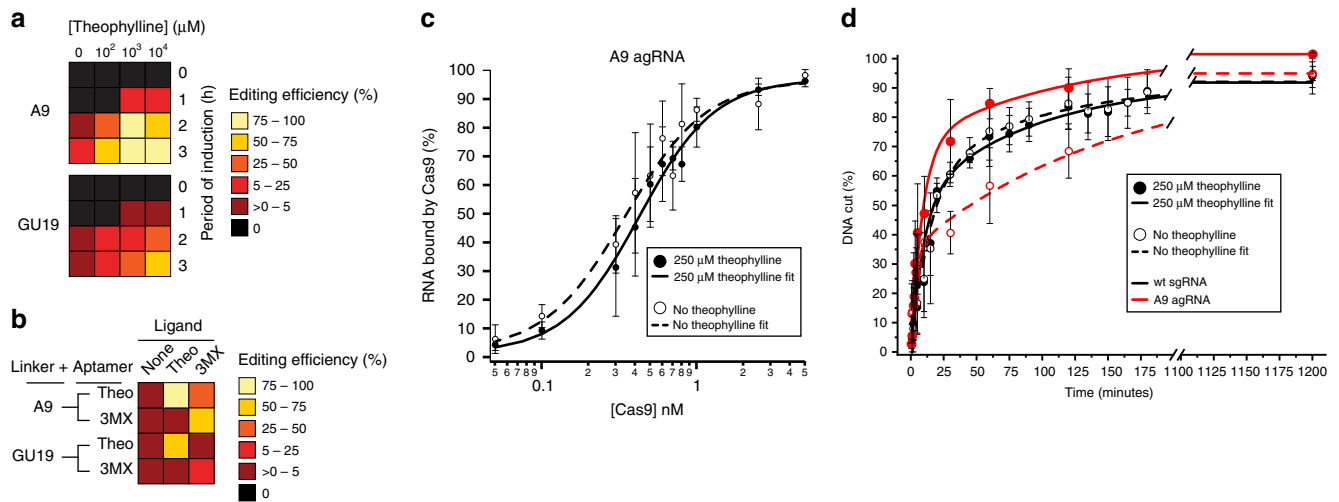 a
[Theophylline] (μM)
0 10² 10³ 10⁴
A9
0
1
2
3
GU19
0
1
2
3
Period of induction (h)
Editing efficiency (%)
75 – 100
50 – 75
25 – 50
5 – 25
>0 – 5
0
b
Ligand
None Theo 3MX
Linker + Aptamer
A9
Theo
3MX
GU19
Theo
3MX
Editing efficiency (%)
75 – 100
50 – 75
25 – 50
5 – 25
>0 – 5
0
c
A9 agRNA
RNA bound by Cas9 (%)
100
90
80
70
60
50
40
30
20
10
0
5 6 7 8 9 0.1 2 3 4 5 6 7 8 9 1 2 3 4 5
[Cas9] nM
250 μM theophylline
250 μM theophylline fit
No theophylline
No theophylline fit
d
DNA cut (%)
100
90
80
70
60
50
40
30
20
10
0
0 25 50 75 100 125 150 175 1100 1125 1150 1175 1200
Time (minutes)
250 μM theophylline
250 μM theophylline fit
No theophylline
No theophylline fit
wt sgRNA
A9 agRNA